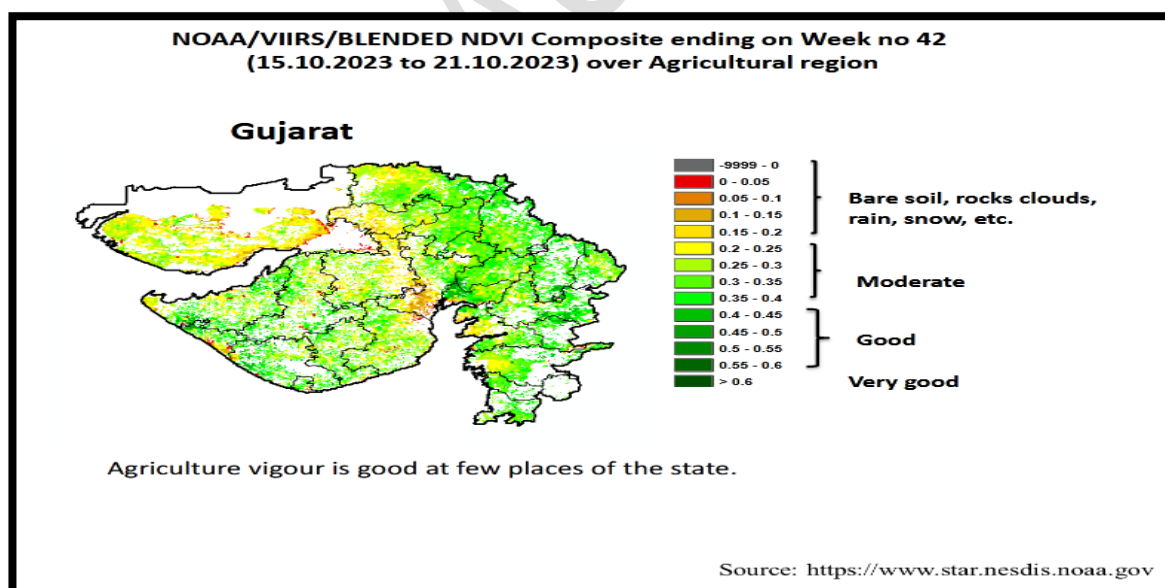 NOAA/VIIRS/BLENDED NDVI Composite ending on Week no 42
(15.10.2023 to 21.10.2023) over Agricultural region
Gujarat
-9999 - 0
0 - 0.05
0.05 - 0.1
0.1 - 0.15
0.15 - 0.2
0.2 - 0.25
0.25 - 0.3
0.3 - 0.35
0.35 - 0.4
0.4 - 0.45
0.45 - 0.5
0.5 - 0.55
0.55 - 0.6
> 0.6
Bare soil, rocks clouds,
rain, snow, etc.
Moderate
Good
Very good
Agriculture vigour is good at few places of the state.
Source: https://www.star.nesdis.noaa.gov